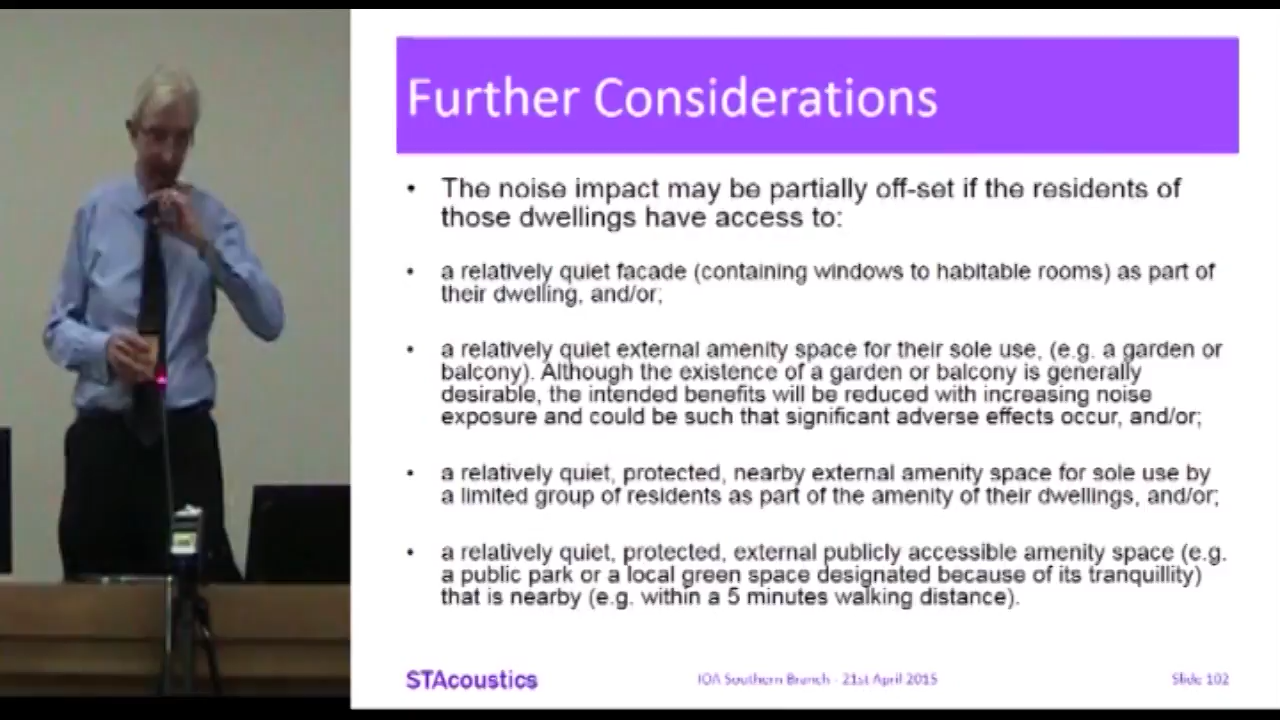 Further Considerations
• The noise impact may be partially off-set if the residents of
those dwellings have access to:
• a relatively quiet facade (containing windows to habitable rooms) as part of
their dwelling, and/or;
• a relatively quiet external amenity space for their sole use, (e.g. a garden or
balcony). Although the existence of a garden or balcony is generally
desirable, the intended benefits will be reduced with increasing noise
exposure and could be such that significant adverse effects occur, and/or;
• a relatively quiet, protected, nearby external amenity space for sole use by
a limited group of residents as part of the amenity of their dwellings, and/or;
• a relatively quiet, protected, external publicly accessible amenity space (e.g.
a public park or a local green space designated because of its tranquillity)
that is nearby (e.g. within a 5 minutes walking distance).
STAcoustics
IOA Southern Branch - 21st April 2015
Slide 102